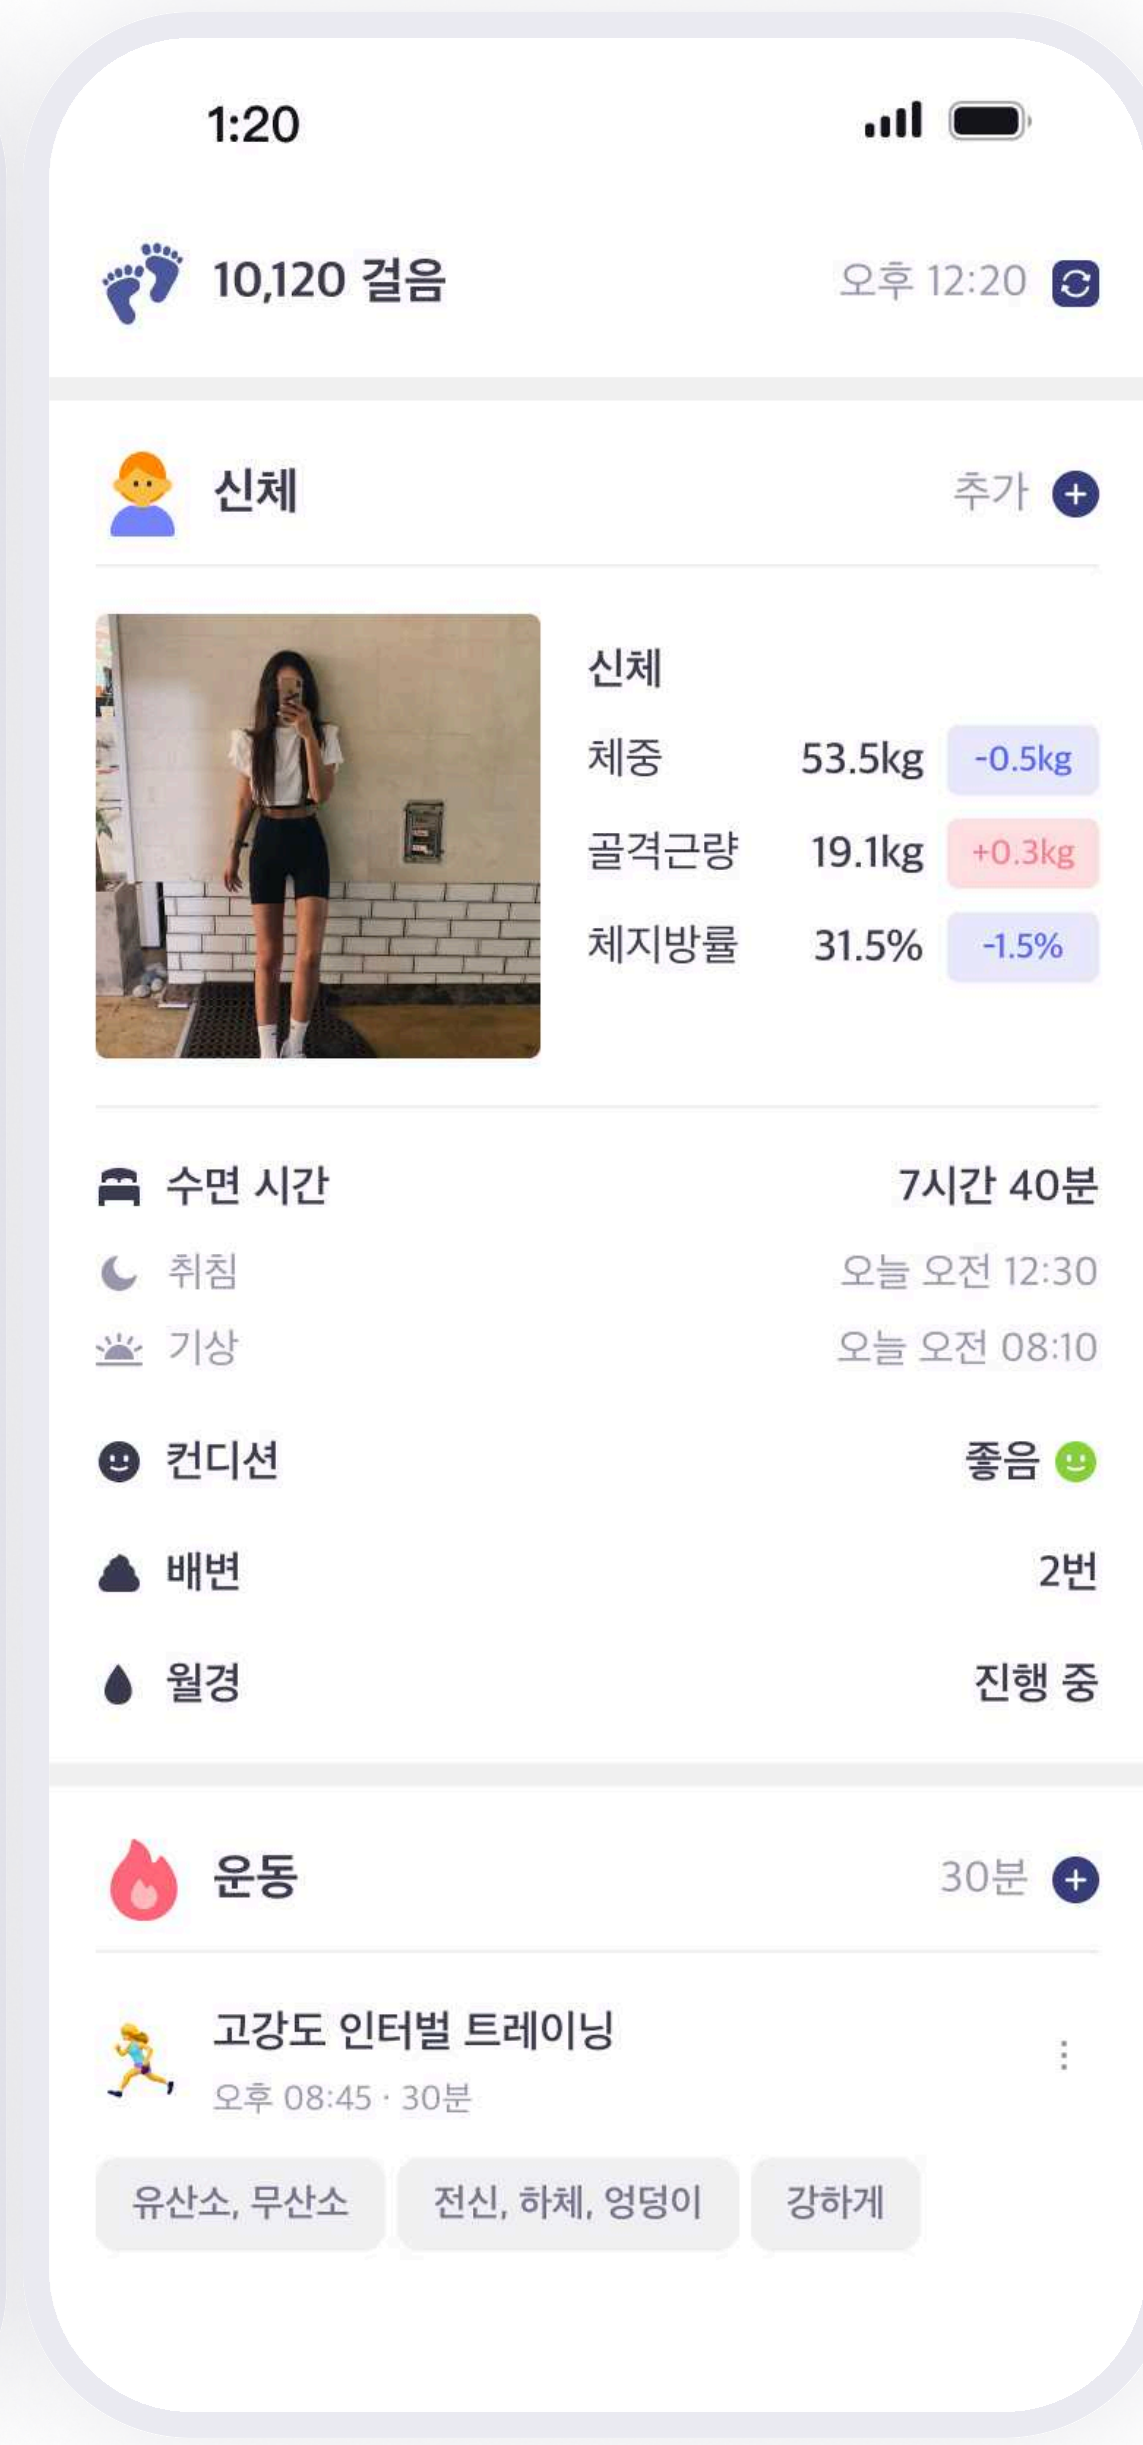 1:20
10,120 걸음 오후 12:20
신체 추가
신체
체중 53.5kg -0.5kg
골격근량 19.1kg +0.3kg
체지방률 31.5% -1.5%
수면 시간 7시간 40분
취침 오늘 오전 12:30
기상 오늘 오전 08:10
컨디션 좋음
배변 2번
월경 진행 중
운동 30분
고강도 인터벌 트레이닝
오후 08:45 · 30분
유산소, 무산소 전신, 하체, 엉덩이 강하게